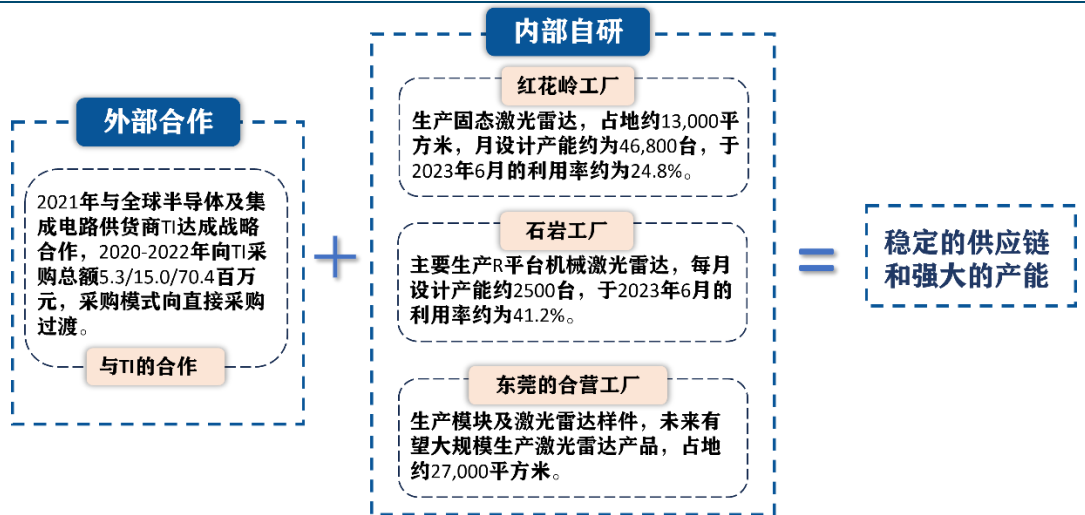 外部合作
2021年与全球半导体及集
成电路供货商TI达成战略
合作，2020-2022年向TI采
购总额5.3/15.0/70.4百万
元，采购模式向直接采购
过渡。
与TI的合作
+
内部自研
红花岭工厂
生产固态激光雷达，占地约13,000平
方米，月设计产能约为46,800台，于
2023年6月的利用率约为24.8%。
石岩工厂
主要生产R平台机械激光雷达，每月
设计产能约2500台，于2023年6月的
利用率约为41.2%。
东莞的合营工厂
生产模块及激光雷达样件，未来有
望大规模生产激光雷达产品，占地
约27,000平方米。
=
稳定的供应链
和强大的产能